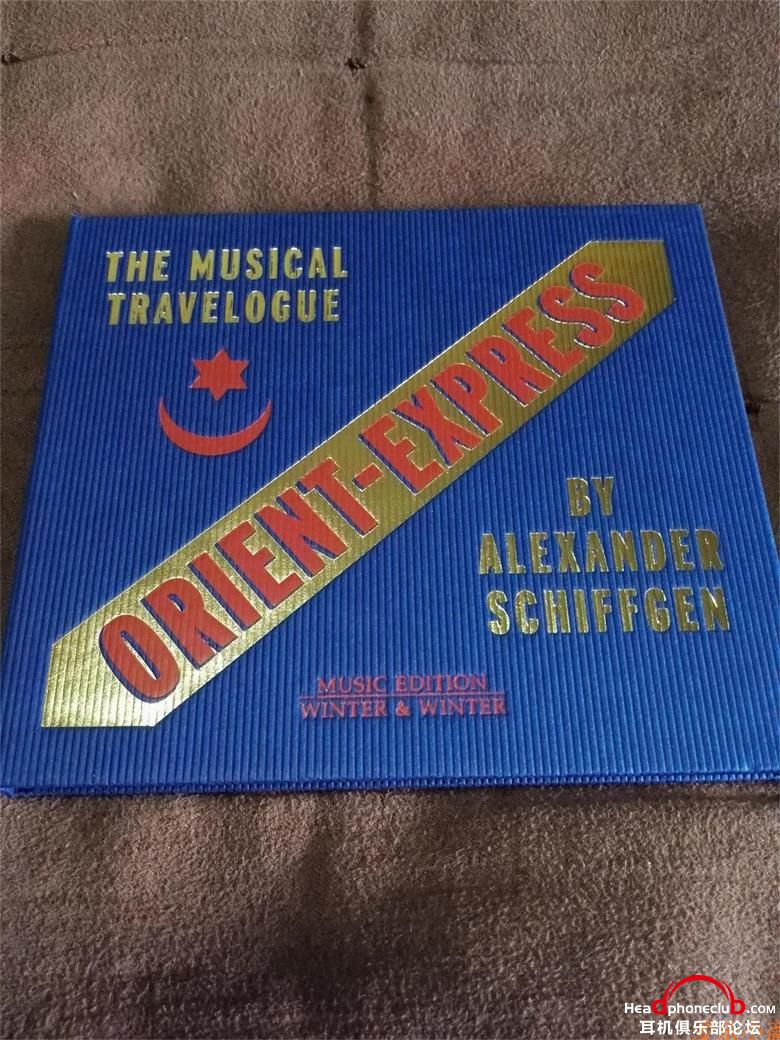 THE MUSICAL
TRAVELOGUE
ORIENT-EXPRESS
BY
ALEXANDER
SCHIFFGEN
MUSIC EDITION
WINTER & WINTER
HeadphonecluD.com
耳机俱乐部论坛